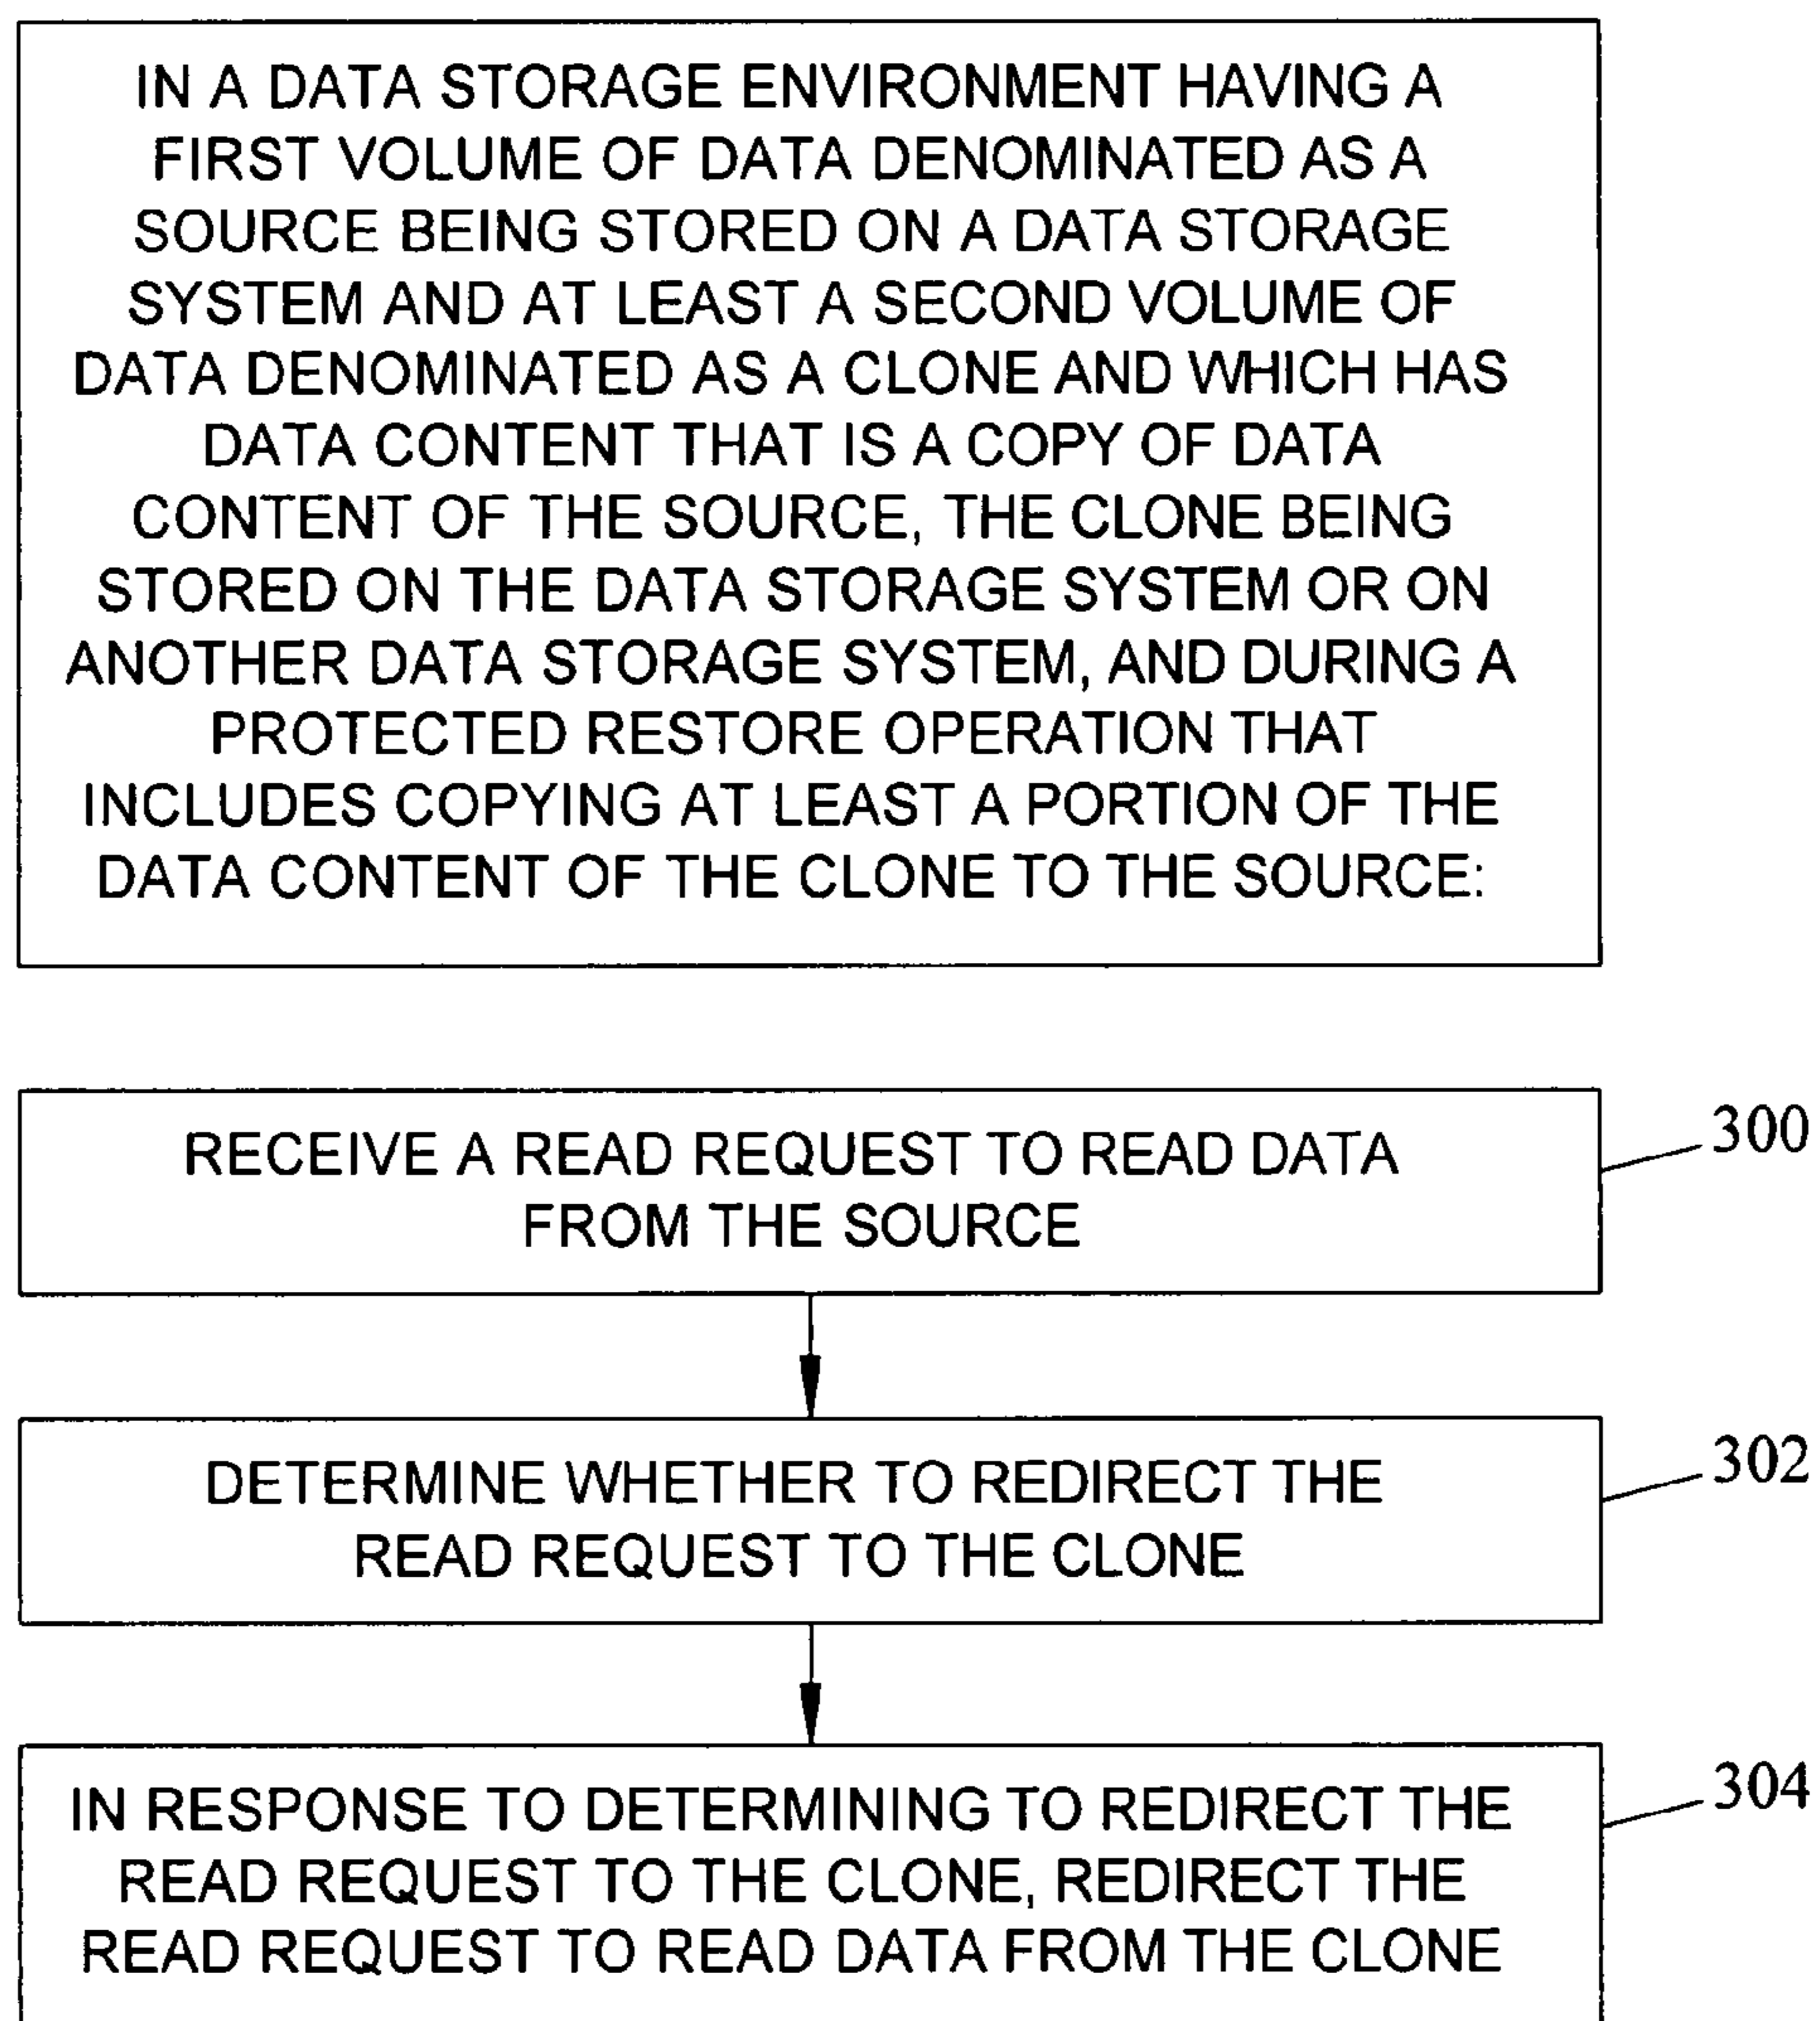 IN A DATA STORAGE ENVIRONMENT HAVING A
FIRST VOLUME OF DATA DENOMINATED AS A
SOURCE BEING STORED ON A DATA STORAGE
SYSTEM AND AT LEAST A SECOND VOLUME OF
DATA DENOMINATED AS A CLONE AND WHICH HAS
DATA CONTENT THAT IS A COPY OF DATA
CONTENT OF THE SOURCE, THE CLONE BEING
STORED ON THE DATA STORAGE SYSTEM OR ON
ANOTHER DATA STORAGE SYSTEM, AND DURING A
PROTECTED RESTORE OPERATION THAT
INCLUDES COPYING AT LEAST A PORTION OF THE
DATA CONTENT OF THE CLONE TO THE SOURCE:
RECEIVE A READ REQUEST TO READ DATA
FROM THE SOURCE
300
DETERMINE WHETHER TO REDIRECT THE
READ REQUEST TO THE CLONE
302
IN RESPONSE TO DETERMINING TO REDIRECT THE
READ REQUEST TO THE CLONE, REDIRECT THE
READ REQUEST TO READ DATA FROM THE CLONE
304